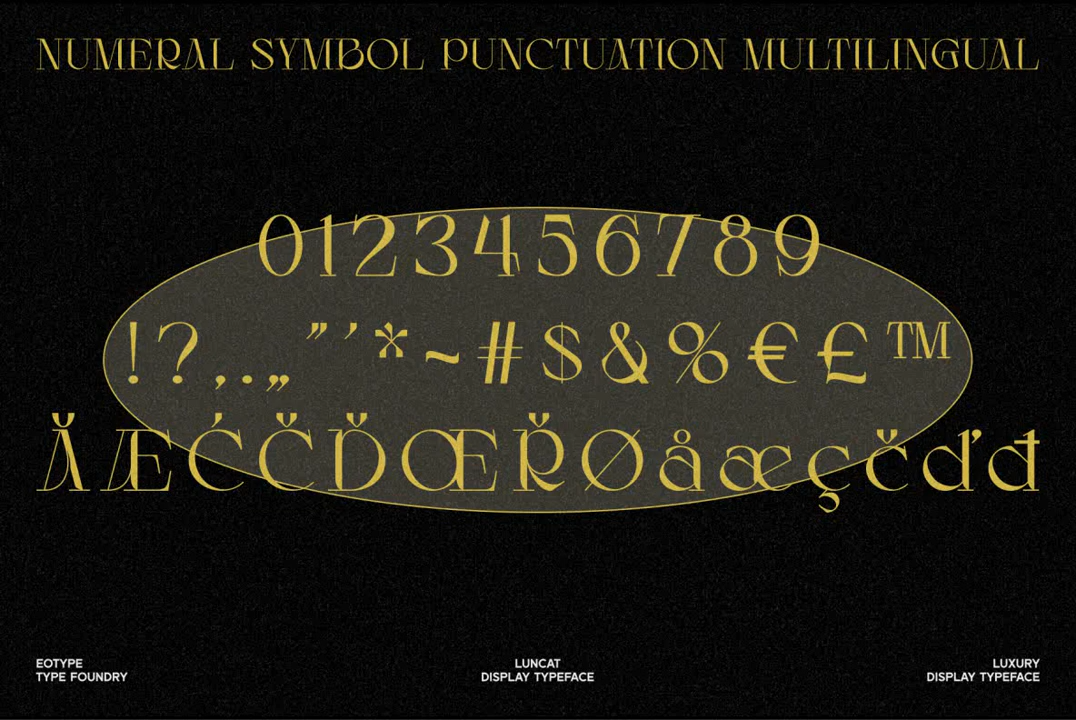 NUMERAL SYMBOL PUNCTUATION MULTILINGUAL
0123456789
!?,.„ ”’*~#$&%€£™
ĂÆĆČĎŒŘØåæçčďđ
EOTYPE
TYPE FOUNDRY
LUNCAT
DISPLAY TYPEFACE
LUXURY
DISPLAY TYPEFACE